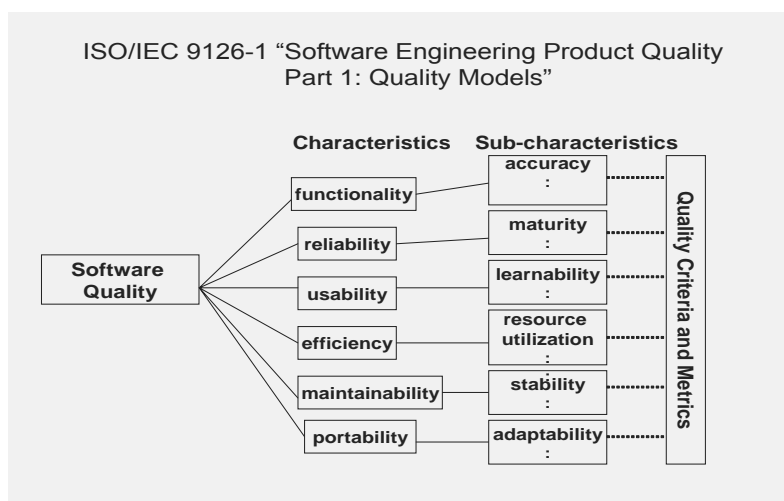 ISO/IEC 9126-1 “Software Engineering Product Quality
Part 1: Quality Models”
Characteristics
Sub-characteristics
functionality
accuracy
:
reliability
maturity
:
Software
Quality
usability
learnability
:
efficiency
resource
utilization
:
:
maintainability
stability
:
portability
adaptability
:
Quality Criteria and Metrics